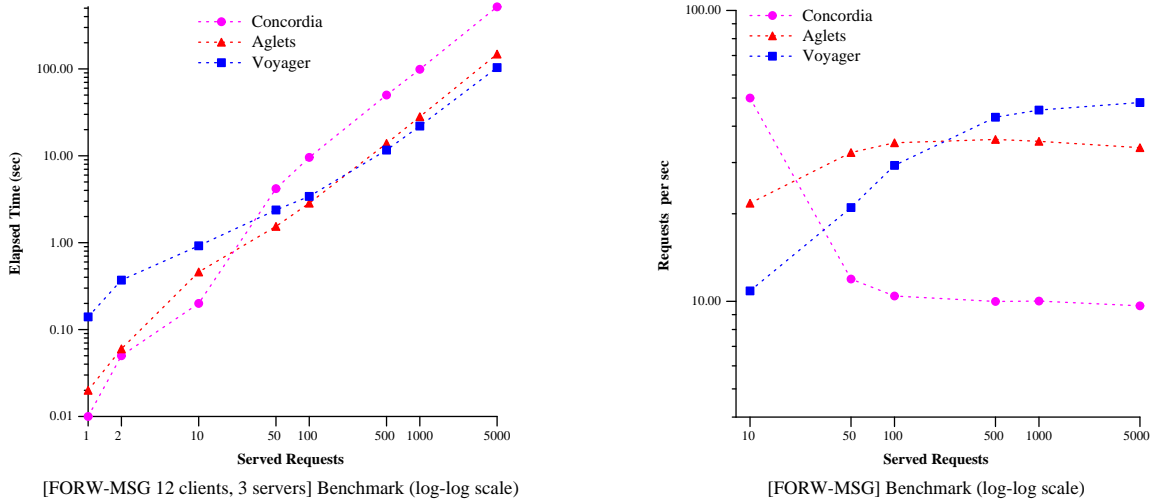 Concordia
Aglets
Voyager
100.00
10.00
1.00
0.10
0.01
Elapsed Time (sec)
1 2 10 50 100 500 1000 5000
Served Requests
[FORW-MSG 12 clients, 3 servers] Benchmark (log-log scale)
100.00
Concordia
Aglets
Voyager
10.00
Requests per sec
10 50 100 500 1000 5000
Served Requests
[FORW-MSG] Benchmark (log-log scale)